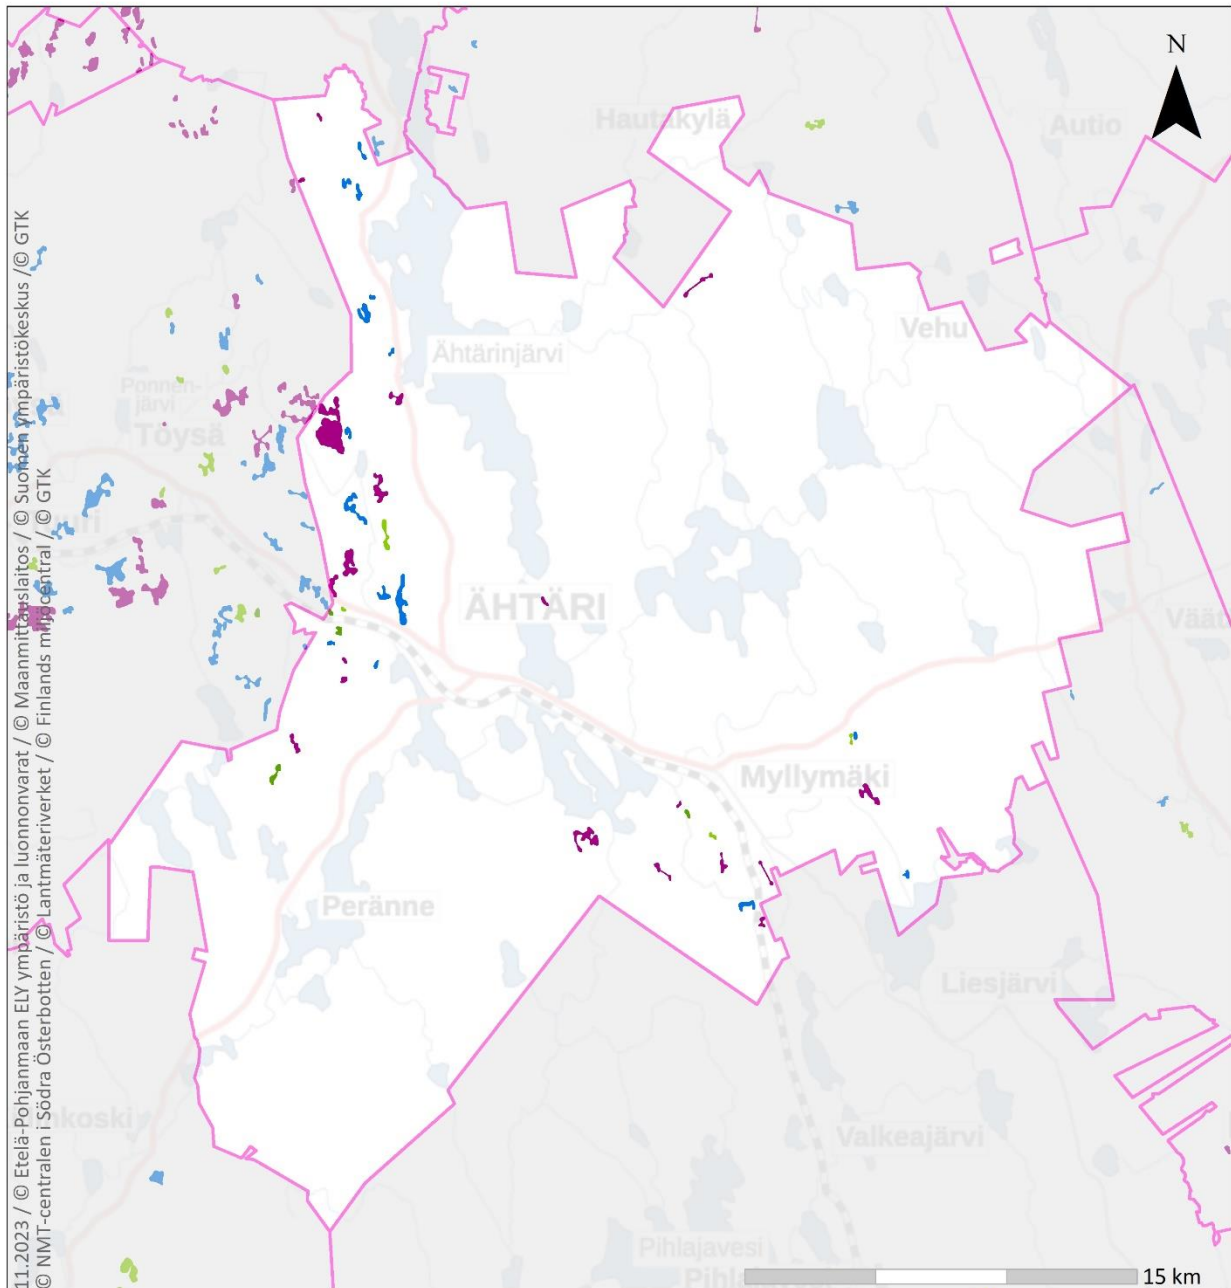 N
Hautakylä
Autio
Vehu
Ähtärinjärvi
Ponnen-
järvi
Töysä
ÄHTÄRI
Myllymäki
Peränne
Liesjärvi
Valkeajärvi
Pihlajavesi
15 km
11.2023 / © Etelä-Pohjanmaan ELY ympäristö ja luonnonvarat / © Maanmittauslaitos / © Suomen ympäristökeskus /© GTK
© NMT-centralen i Södra Österbotten / © Lantmäteriverket / © Finlands miljöcentral / © GTK